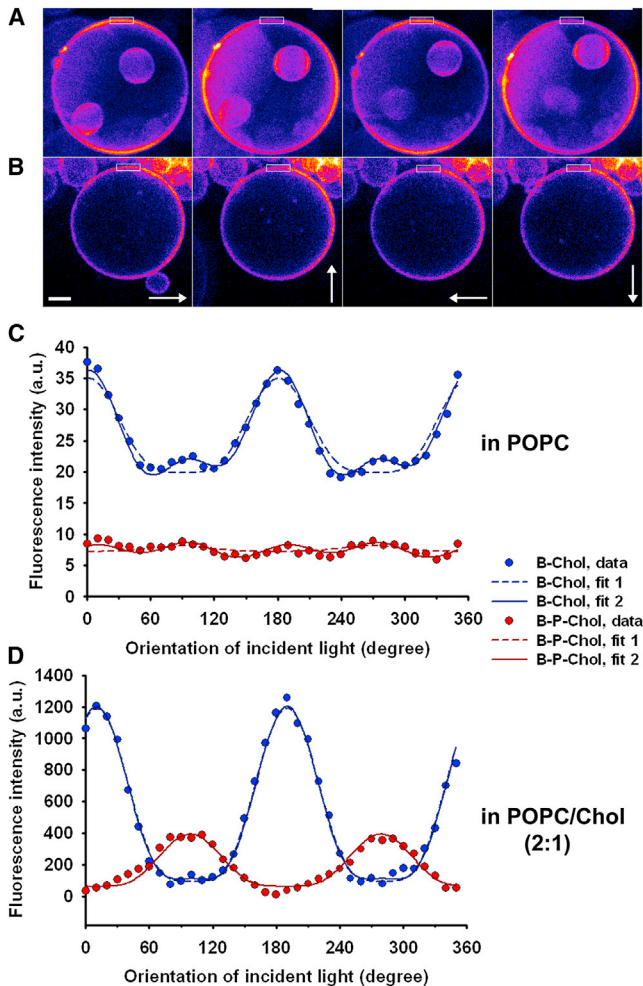 A
B
C
40
35
30
25
20
15
10
5
0
Fluorescence intensity (a.u.)
0 60 120 180 240 300 360
Orientation of incident light (degree)
in POPC
B-Chol, data
B-Chol, fit 1
B-Chol, fit 2
B-P-Chol, data
B-P-Chol, fit 1
B-P-Chol, fit 2
D
1400
1200
1000
800
600
400
200
0
Fluorescence intensity (a.u.)
0 60 120 180 240 300 360
Orientation of incident light (degree)
in POPC/Chol
(2:1)